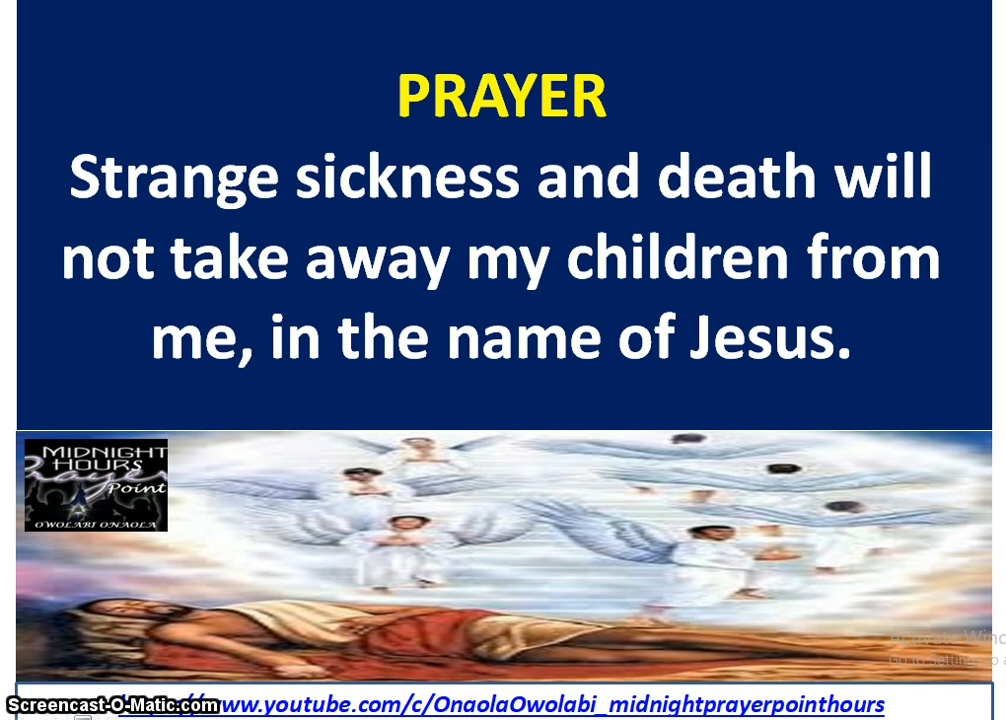 PRAYER
Strange sickness and death will
not take away my children from
me, in the name of Jesus.
MIDNIGHT
HOURS
Prayer
Point
OWOLABI ONAOLA
Screencast-O-Matic.com
www.youtube.com/c/OnaolaOwolabi_midnightprayerpointhours